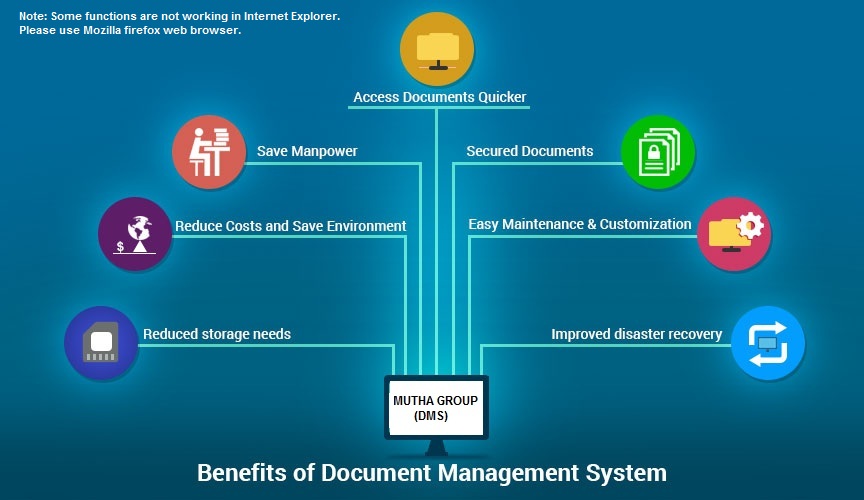 Note: Some functions are not working in Internet Explorer.
Please use Mozilla firefox web browser.
Access Documents Quicker
Save Manpower
Secured Documents
Reduce Costs and Save Environment
Easy Maintenance & Customization
$
Reduced storage needs
Improved disaster recovery
MUTHA GROUP
(DMS)
Benefits of Document Management System